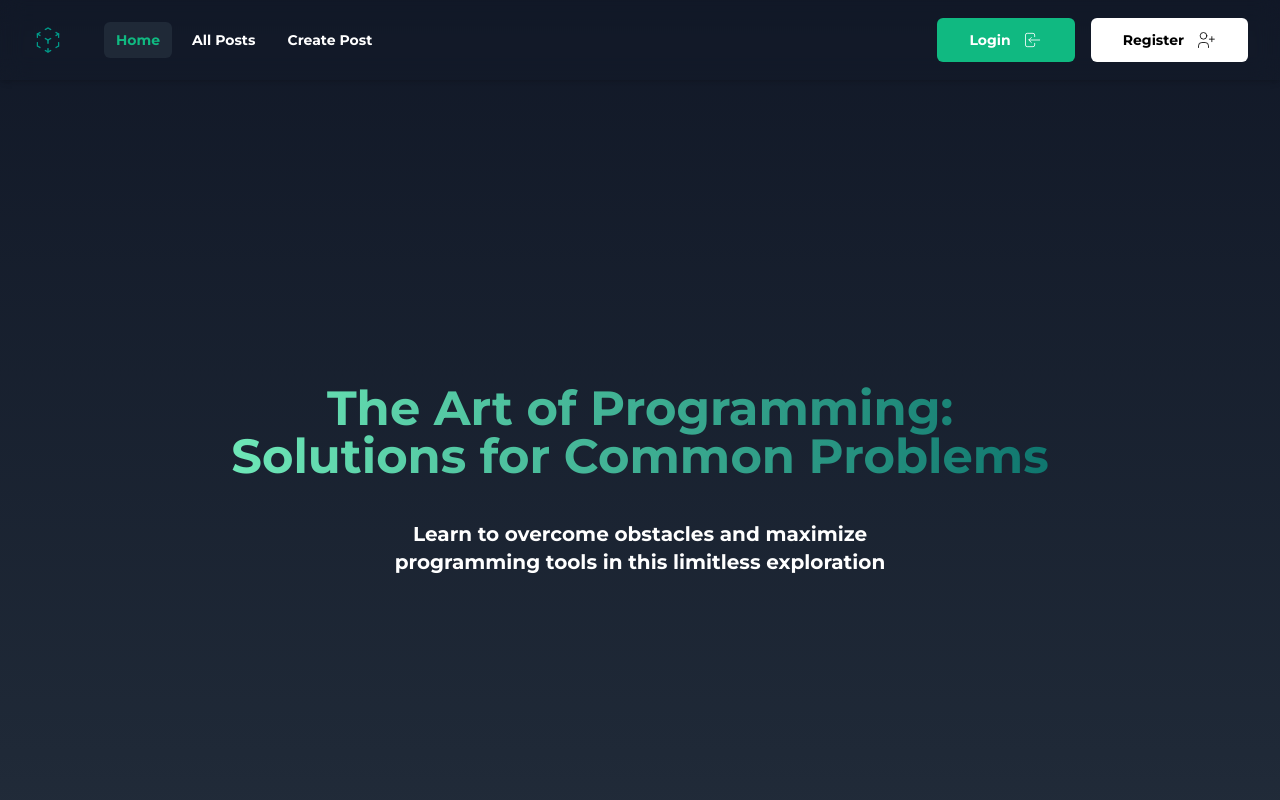 Home
All Posts
Create Post
Login
Register
The Art of Programming:
Solutions for Common Problems
Learn to overcome obstacles and maximize
programming tools in this limitless exploration